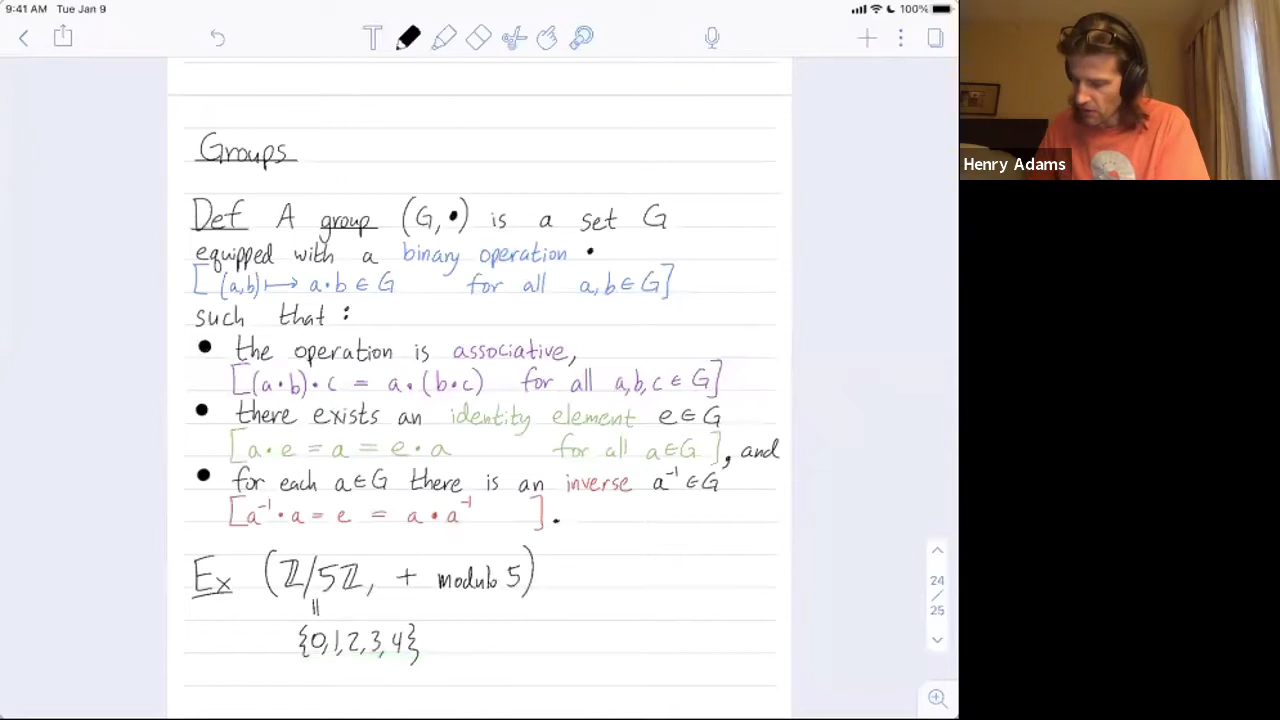 9:41 AM Tue Jan 9
100%
Groups
Def A group (G, •) is a set G
equipped with a binary operation •
[(a,b) ↦ a•b ∈ G for all a,b ∈ G]
such that :
• the operation is associative,
[(a•b)•c = a•(b•c) for all a,b,c ∈ G]
• there exists an identity element e ∈ G
[a•e = a = e•a for all a∈G], and
• for each a∈G there is an inverse a⁻¹ ∈ G
[a⁻¹•a = e = a•a⁻¹ ].
Ex (ℤ/5ℤ, + modulo 5)
=
{0,1,2,3,4}
24
/
25
Henry Adams